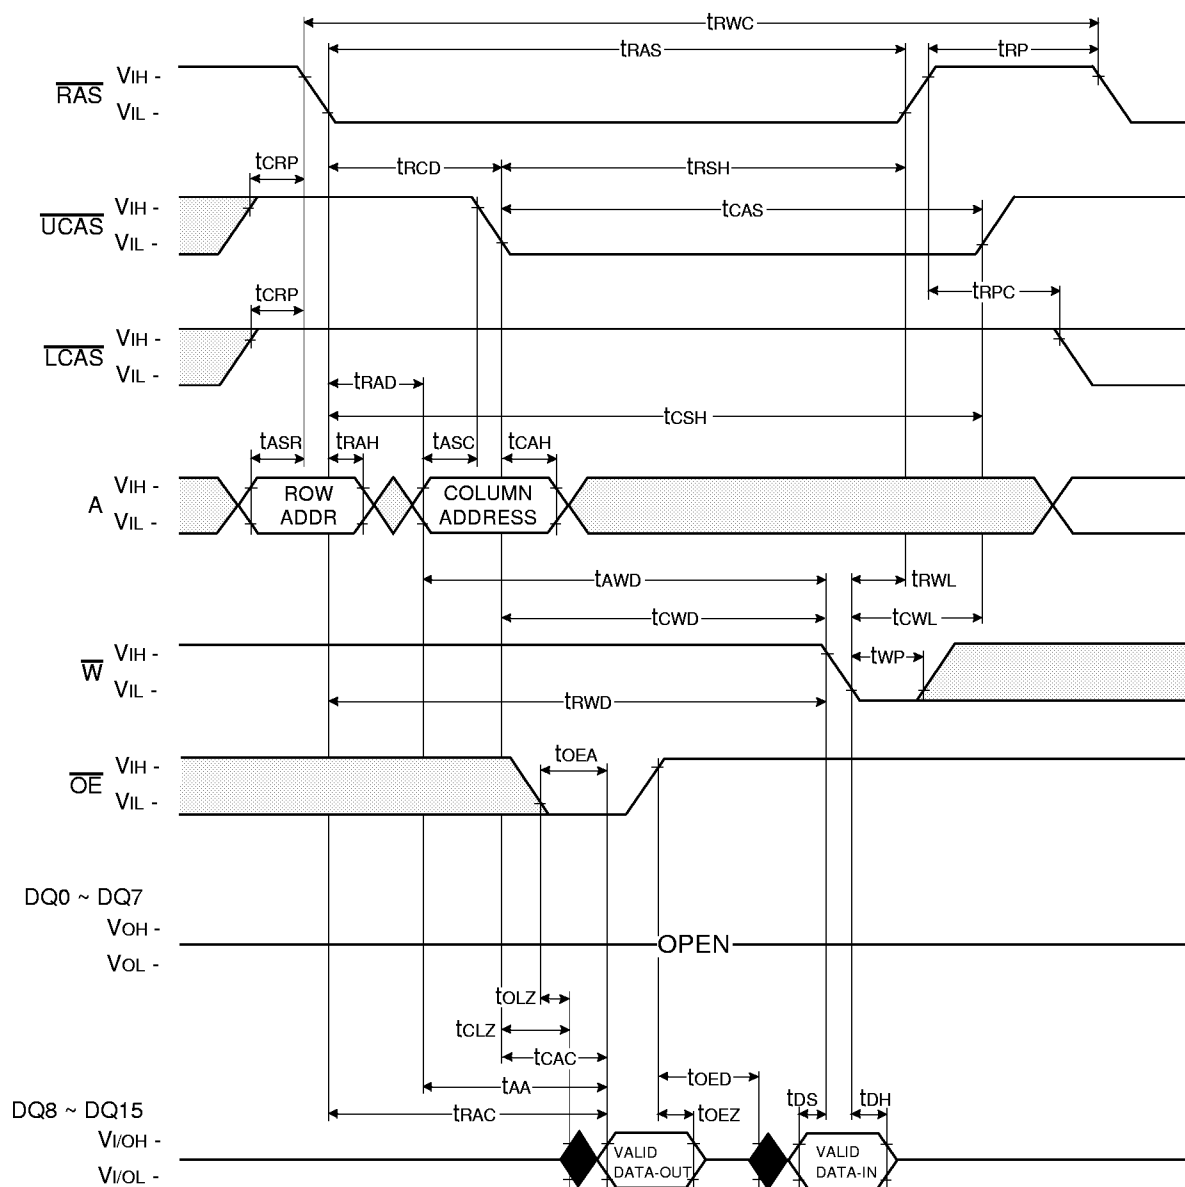 tRWC
tRAS
tRP
RAS
VIH -
VIL -
tCRP
tRCD
tRSH
UCAS
VIH -
VIL -
tCAS
tCRP
tRPC
LCAS
VIH -
VIL -
tRAD
tCSH
tASR
tRAH
tASC
tCAH
A
VIH -
VIL -
ROW
ADDR
COLUMN
ADDRESS
tAWD
tRWL
tCWD
tCWL
W
VIH -
VIL -
tWP
tRWD
OE
VIH -
VIL -
tOEA
DQ0 ~ DQ7
VOH -
VOL -
OPEN
tOLZ
tCLZ
tCAC
tAA
tOED
tRAC
tOEZ
tDS
tDH
DQ8 ~ DQ15
VI/OH -
VI/OL -
VALID
DATA-OUT
VALID
DATA-IN